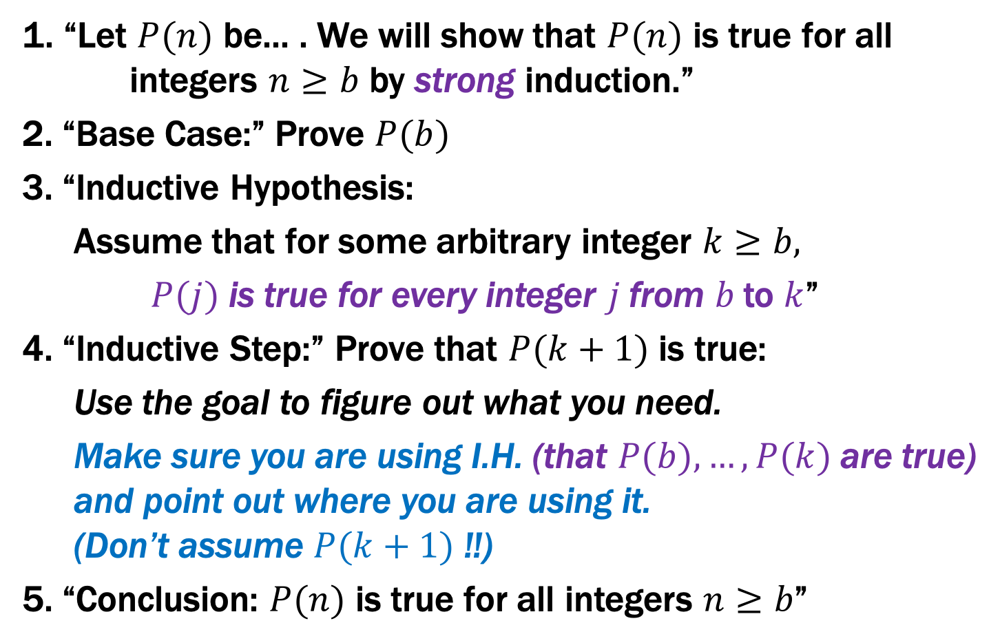 1. “Let P(n) be... . We will show that P(n) is true for all
integers n ≥ b by strong induction.”
2. “Base Case:” Prove P(b)
3. “Inductive Hypothesis:
Assume that for some arbitrary integer k ≥ b,
P(j) is true for every integer j from b to k”
4. “Inductive Step:” Prove that P(k + 1) is true:
Use the goal to figure out what you need.
Make sure you are using I.H. (that P(b), ... , P(k) are true)
and point out where you are using it.
(Don’t assume P(k + 1) !!)
5. “Conclusion: P(n) is true for all integers n ≥ b”